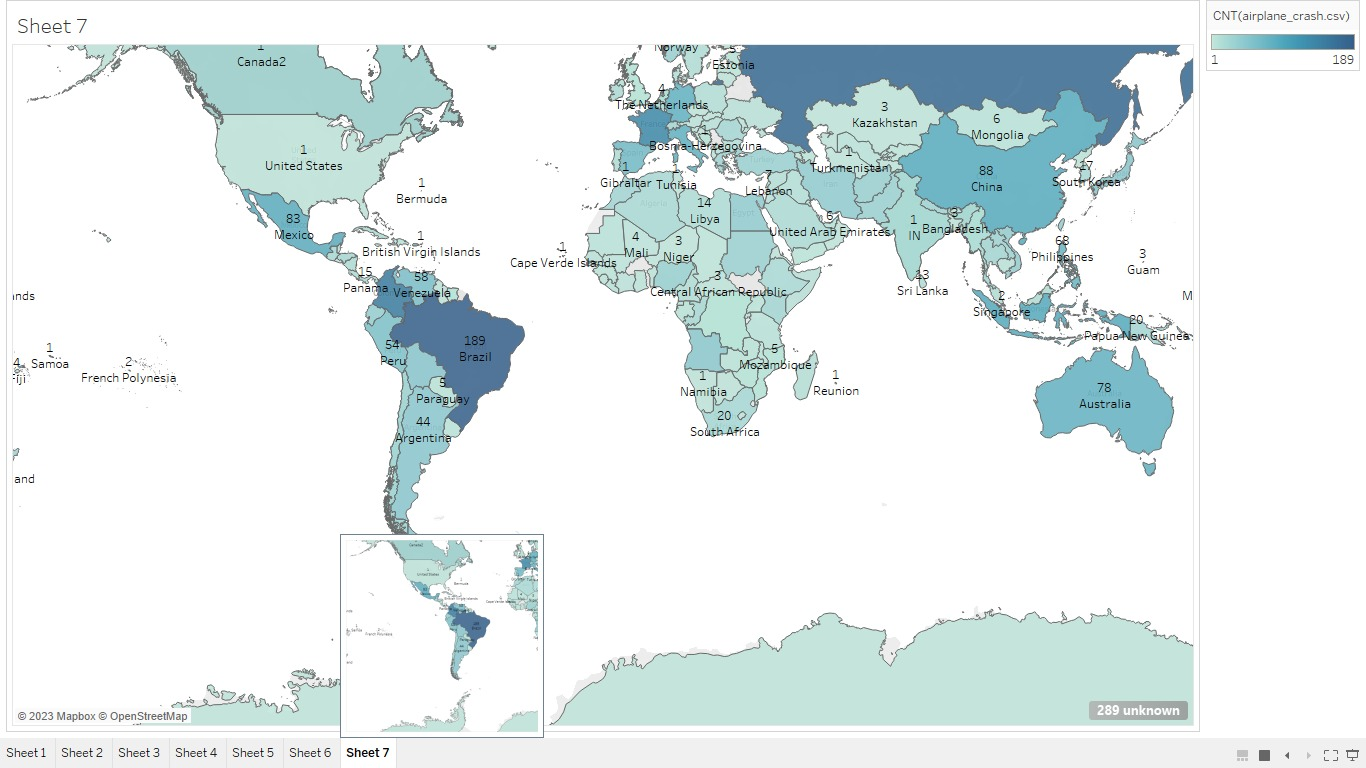 Sheet 7
CNT(airplane_crash.csv)
1 189
1
Canada2
Norway
5
Estonia
4
The Netherlands
3
Kazakhstan
6
Mongolia
1
United States
1
Bosnia-Herzegovina
1
Turkmenistan
88
China
17
South Korea
1
Gibraltar
1
Tunisia
7
Lebanon
1
Bermuda
83
Mexico
14
Libya
6
United Arab Emirates
1
IN
3
Bangladesh
1
British Virgin Islands
1
Cape Verde Islands
4
Mali
3
Niger
68
Philippines
3
Guam
15
Panama
58
Venezuela
3
Central African Republic
13
Sri Lanka
2
Singapore
nds
M
20
Papua New Guinea
189
Brazil
54
Peru
1
Samoa
4
Fiji
2
French Polynesia
5
Mozambique
1
Reunion
5
Paraguay
1
Namibia
78
Australia
44
Argentina
20
South Africa
and
© 2023 Mapbox © OpenStreetMap
289 unknown
Sheet 1 Sheet 2 Sheet 3 Sheet 4 Sheet 5 Sheet 6 Sheet 7